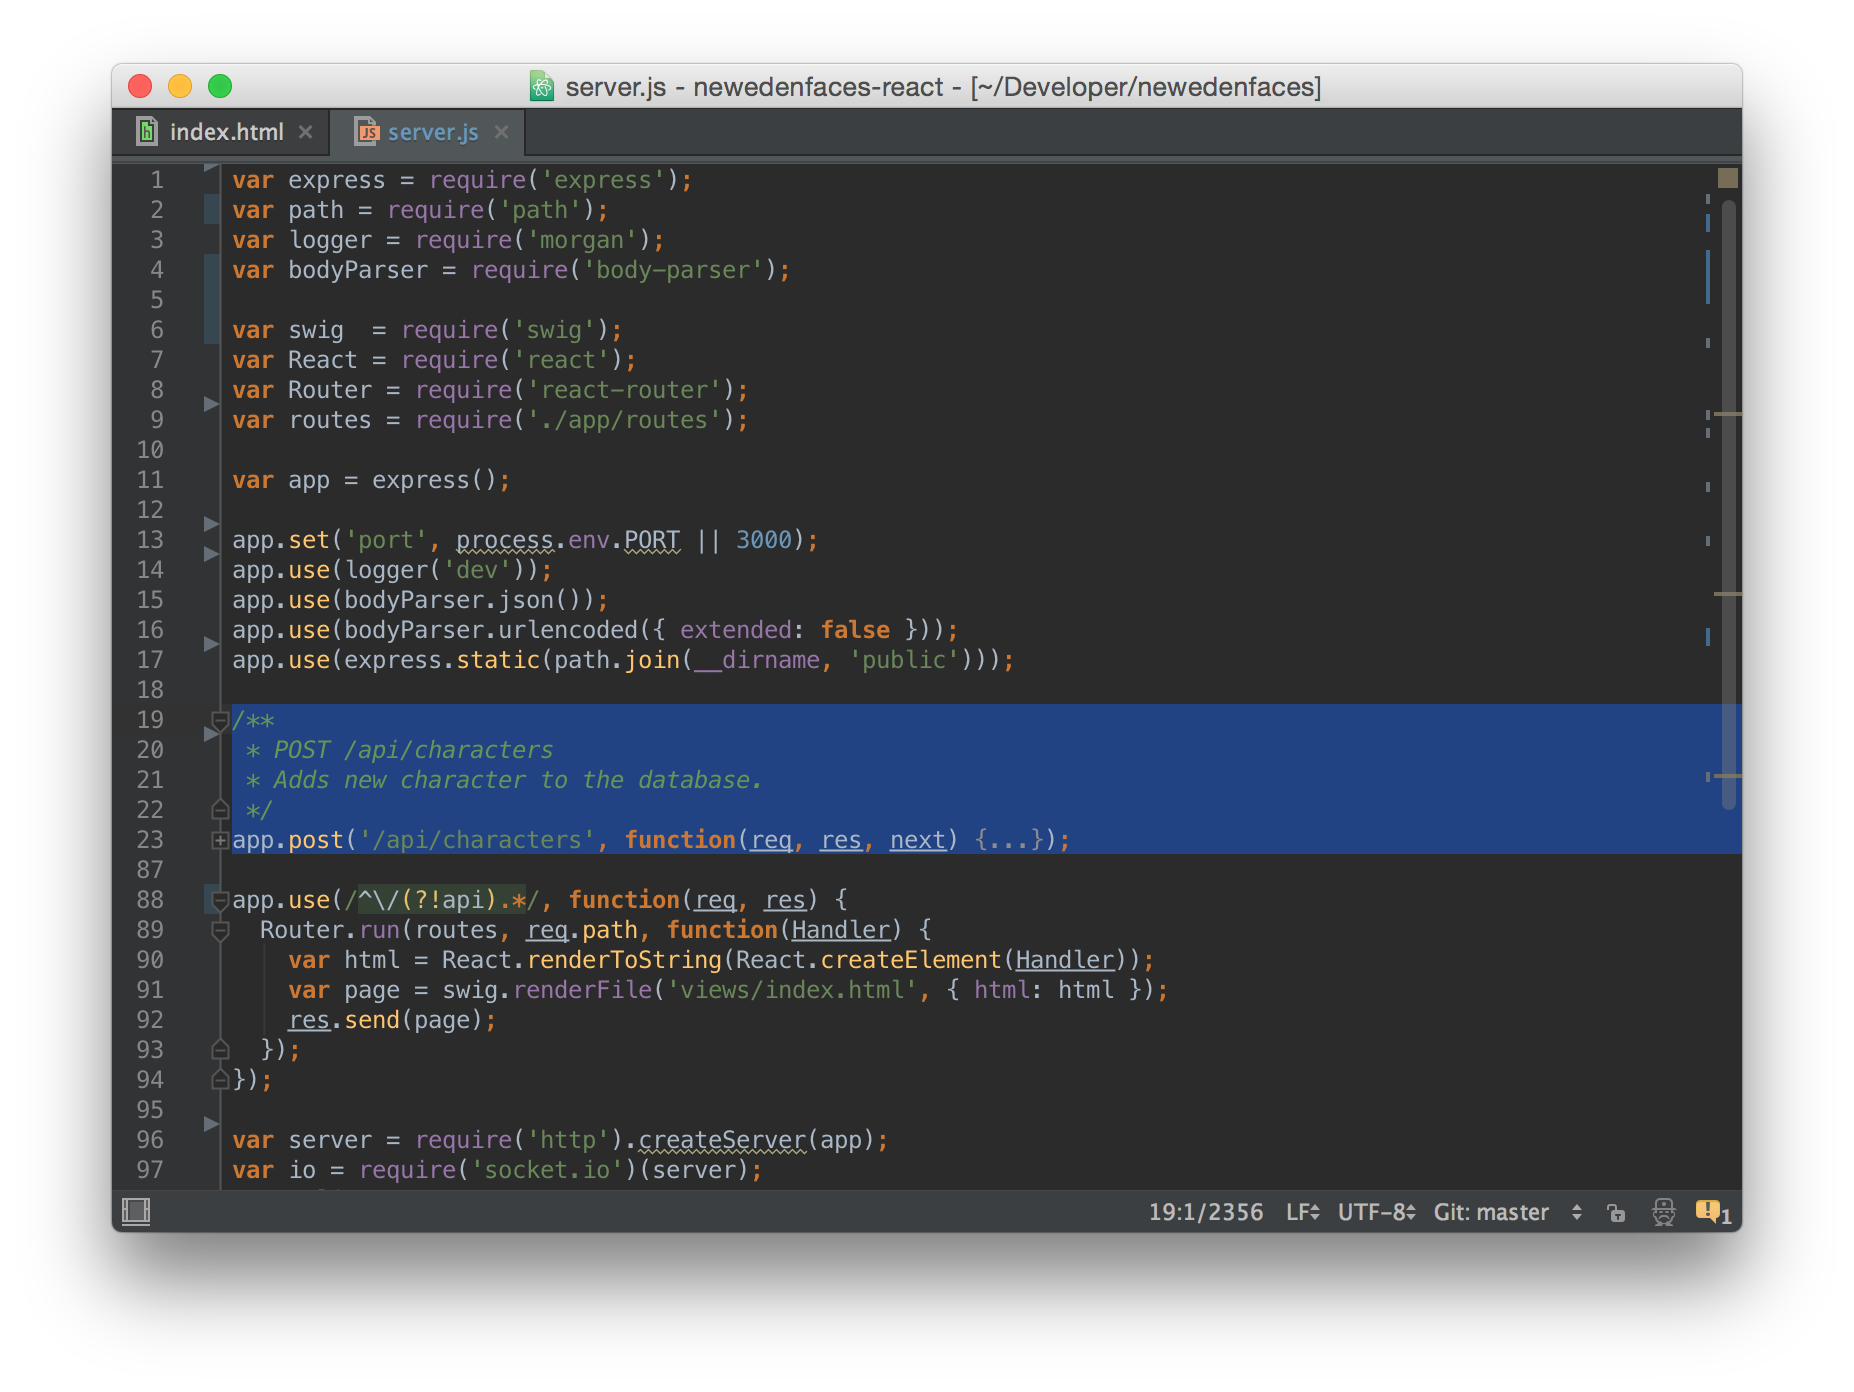 server.js - newedenfaces-react - [~/Developer/newedenfaces]
index.html server.js
1 var express = require('express');
2 var path = require('path');
3 var logger = require('morgan');
4 var bodyParser = require('body-parser');
5
6 var swig  = require('swig');
7 var React = require('react');
8 var Router = require('react-router');
9 var routes = require('./app/routes');
10
11 var app = express();
12
13 app.set('port', process.env.PORT || 3000);
14 app.use(logger('dev'));
15 app.use(bodyParser.json());
16 app.use(bodyParser.urlencoded({ extended: false }));
17 app.use(express.static(path.join(__dirname, 'public')));
18
19 /**
20  * POST /api/characters
21  * Adds new character to the database.
22  */
23 app.post('/api/characters', function(req, res, next) {...});
87
88 app.use(/^\/(?!api).*/, function(req, res) {
89   Router.run(routes, req.path, function(Handler) {
90     var html = React.renderToString(React.createElement(Handler));
91     var page = swig.renderFile('views/index.html', { html: html });
92     res.send(page);
93   });
94 });
95
96 var server = require('http').createServer(app);
97 var io = require('socket.io')(server);
19:1/2356 LF UTF-8 Git: master 1